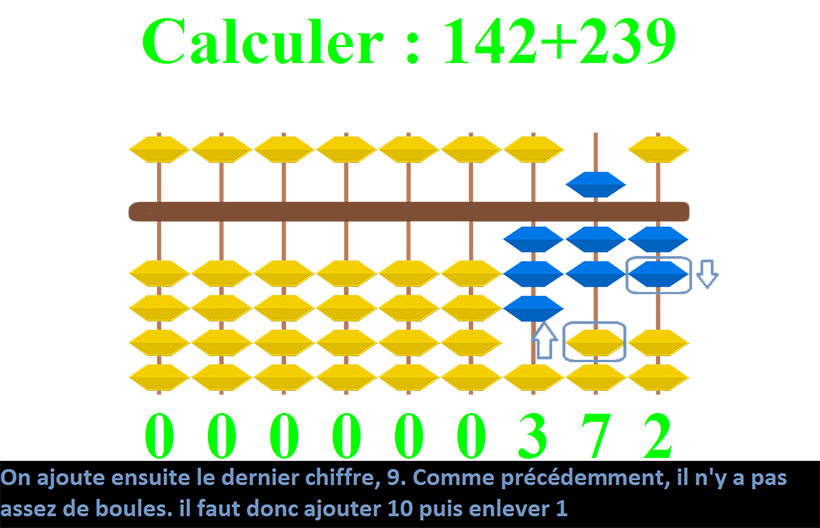 Calculer : 142+239
0 0 0 0 0 0 3 7 2
On ajoute ensuite le dernier chiffre, 9. Comme précédemment, il n'y a pas
assez de boules. il faut donc ajouter 10 puis enlever 1